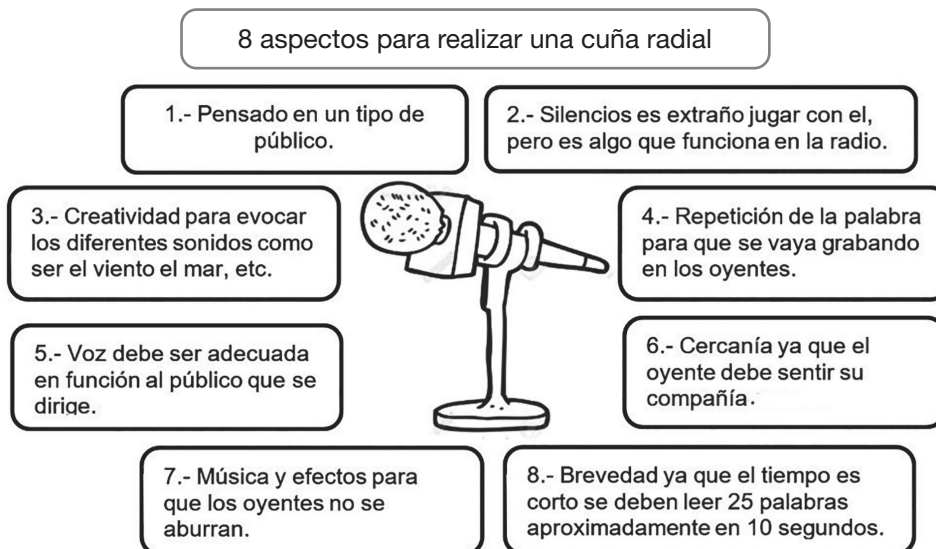 8 aspectos para realizar una cuña radial
1.- Pensado en un tipo de
público.
2.- Silencios es extraño jugar con el,
pero es algo que funciona en la radio.
3.- Creatividad para evocar
los diferentes sonidos como
ser el viento el mar, etc.
4.- Repetición de la palabra
para que se vaya grabando
en los oyentes.
5.- Voz debe ser adecuada
en función al público que se
dirige.
6.- Cercanía ya que el
oyente debe sentir su
compañía.
7.- Música y efectos para
que los oyentes no se
aburran.
8.- Brevedad ya que el tiempo es
corto se deben leer 25 palabras
aproximadamente en 10 segundos.